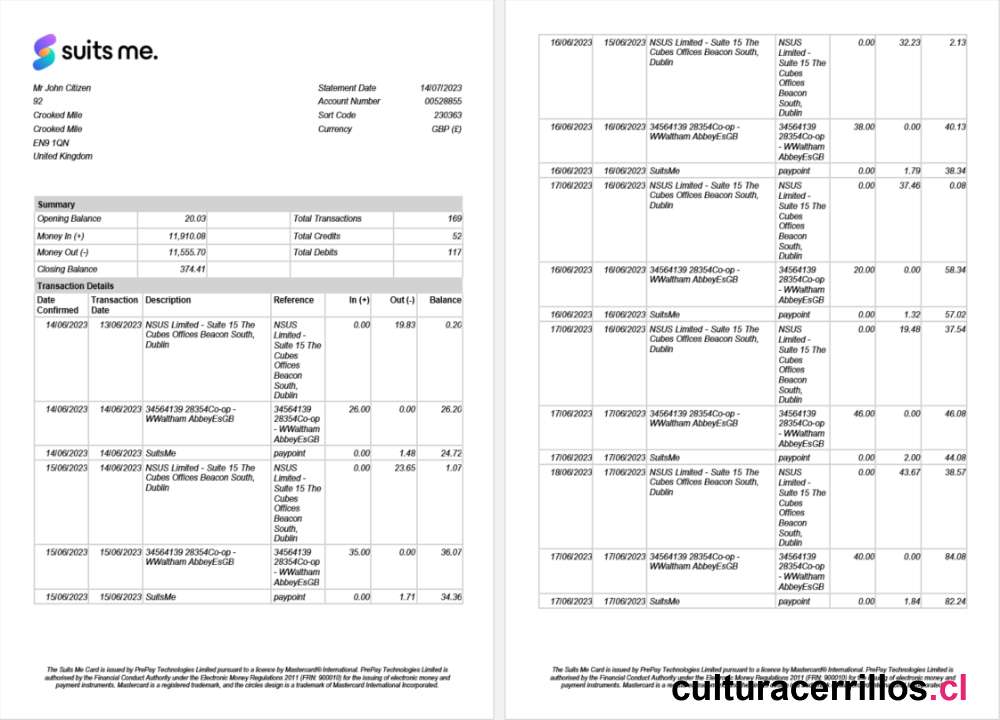 suits me.
Mr John Citizen
92
Crooked Mile
Crooked Mile
EN9 1QN
United Kingdom
Statement Date 14/07/2023
Account Number 00528855
Sort Code 230363
Currency GBP (£)
Summary
Opening Balance 20.03 Total Transactions 169
Money In (+) 11,910.08 Total Credits 52
Money Out (-) 11,555.70 Total Debits 117
Closing Balance 374.41
Transaction Details
Date Transaction Description Reference In (+) Out (-) Balance
Confirmed Date
14/06/2023 13/06/2023 NSUS Limited - Suite 15 The NSUS 0.00 19.83 0.20
Cubes Offices Beacon South, Limited -
Dublin Suite 15 The
Cubes
Offices
Beacon
South,
Dublin
14/06/2023 14/06/2023 34564139 28354Co-op - 34564139 26.00 0.00 26.20
WWaltham AbbeyEsGB 28354Co-op
- WWaltham
AbbeyEsGB
14/06/2023 14/06/2023 SuitsMe paypoint 0.00 1.48 24.72
15/06/2023 14/06/2023 NSUS Limited - Suite 15 The NSUS 0.00 23.65 1.07
Cubes Offices Beacon South, Limited -
Dublin Suite 15 The
Cubes
Offices
Beacon
South,
Dublin
15/06/2023 15/06/2023 34564139 28354Co-op - 34564139 35.00 0.00 36.07
WWaltham AbbeyEsGB 28354Co-op
- WWaltham
AbbeyEsGB
15/06/2023 15/06/2023 SuitsMe paypoint 0.00 1.71 34.36
The Suits Me Card is issued by PrePay Technologies Limited pursuant to a licence by Mastercard® International. PrePay Technologies Limited is
authorised by the Financial Conduct Authority under the Electronic Money Regulations 2011 (FRN: 900010) for the issuing of electronic money and
payment instruments. Mastercard is a registered trademark, and the circles design is a trademark of Mastercard International Incorporated.
16/06/2023 15/06/2023 NSUS Limited - Suite 15 The NSUS 0.00 32.23 2.13
Cubes Offices Beacon South, Limited -
Dublin Suite 15 The
Cubes
Offices
Beacon
South,
Dublin
16/06/2023 16/06/2023 34564139 28354Co-op - 34564139 38.00 0.00 40.13
WWaltham AbbeyEsGB 28354Co-op
- WWaltham
AbbeyEsGB
16/06/2023 16/06/2023 SuitsMe paypoint 0.00 1.79 38.34
17/06/2023 16/06/2023 NSUS Limited - Suite 15 The NSUS 0.00 37.46 0.08
Cubes Offices Beacon South, Limited -
Dublin Suite 15 The
Cubes
Offices
Beacon
South,
Dublin
16/06/2023 16/06/2023 34564139 28354Co-op - 34564139 20.00 0.00 58.34
WWaltham AbbeyEsGB 28354Co-op
- WWaltham
AbbeyEsGB
16/06/2023 16/06/2023 SuitsMe paypoint 0.00 1.32 57.02
17/06/2023 16/06/2023 NSUS Limited - Suite 15 The NSUS 0.00 19.48 37.54
Cubes Offices Beacon South, Limited -
Dublin Suite 15 The
Cubes
Offices
Beacon
South,
Dublin
17/06/2023 17/06/2023 34564139 28354Co-op - 34564139 46.00 0.00 46.08
WWaltham AbbeyEsGB 28354Co-op
- WWaltham
AbbeyEsGB
17/06/2023 17/06/2023 SuitsMe paypoint 0.00 2.00 44.08
18/06/2023 17/06/2023 NSUS Limited - Suite 15 The NSUS 0.00 43.67 38.57
Cubes Offices Beacon South, Limited -
Dublin Suite 15 The
Cubes
Offices
Beacon
South,
Dublin
17/06/2023 17/06/2023 34564139 28354Co-op - 34564139 40.00 0.00 84.08
WWaltham AbbeyEsGB 28354Co-op
- WWaltham
AbbeyEsGB
17/06/2023 17/06/2023 SuitsMe paypoint 0.00 1.84 82.24
The Suits Me Card is issued by PrePay Technologies Limited pursuant to a licence by Mastercard® International. PrePay Technologies Limited is
authorised by the Financial Conduct Authority under the Electronic Money Regulations 2011 (FRN: 900010) for the issuing of electronic money and
payment instruments. Mastercard is a Incorporated.
culturacerrillos.cl